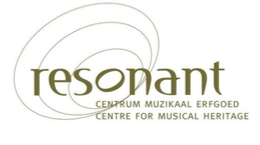 resonant
CENTRUM MUZIKAAL ERFGOED
CENTRE FOR MUSICAL HERITAGE